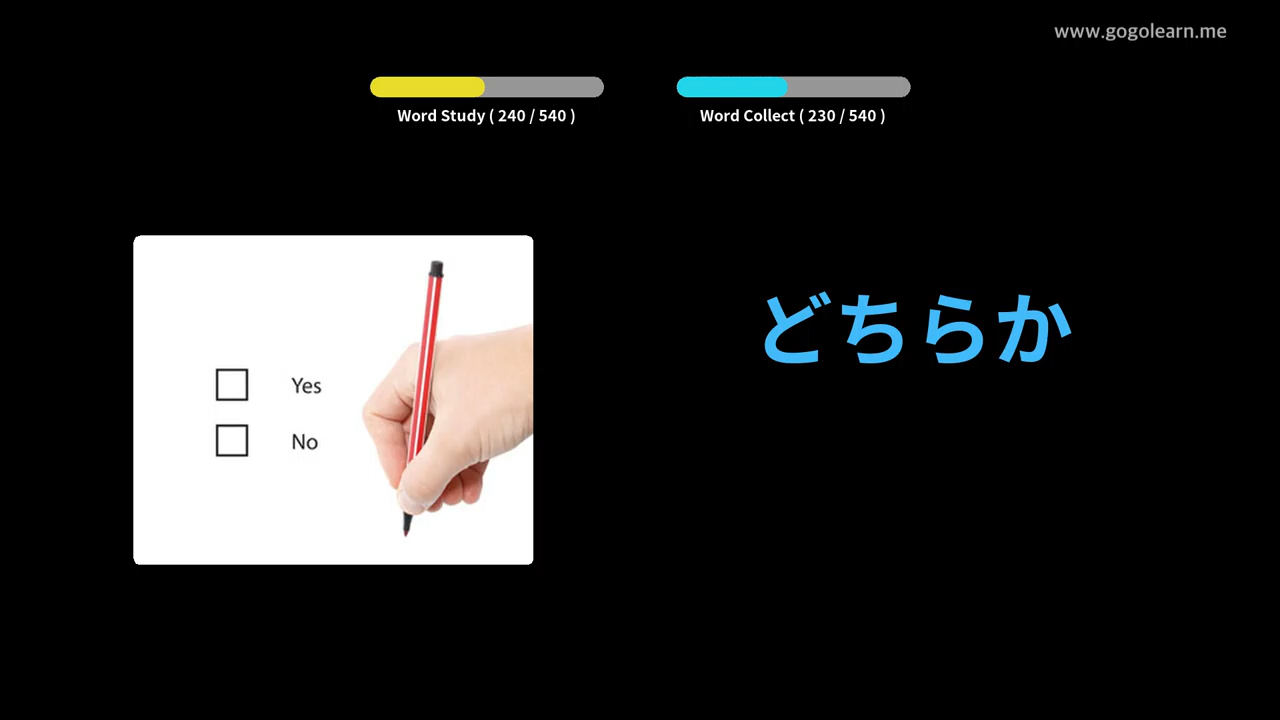 www.gogolearn.me
Word Study ( 240 / 540 )
Word Collect ( 230 / 540 )
Yes
No
どちらか